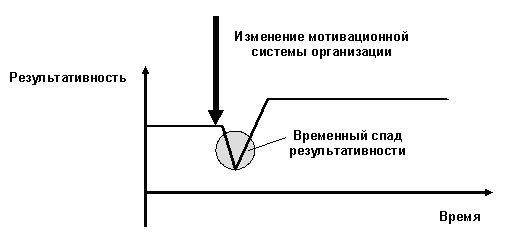 Изменение мотивационной
системы организации
Результативность
Временный спад
результативности
Время